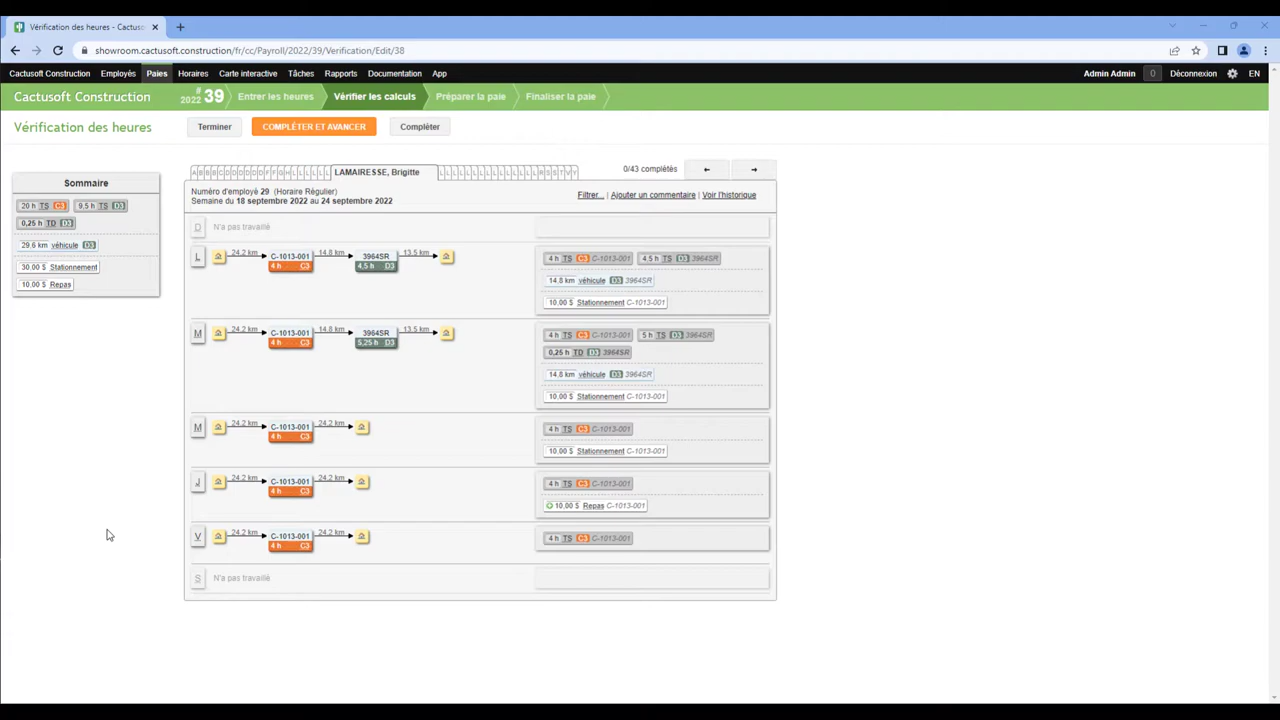 Vérification des heures - Cactuso
showroom.cactusoft.construction/fr/cc/Payroll/2022/39/Verification/Edit/38
Cactusoft Construction Employés Paies Horaires Carte interactive Tâches Rapports Documentation App Admin Admin 0 Déconnexion EN
Cactusoft Construction # 2022 39 Entrer les heures Vérifier les calculs Préparer la paie Finaliser la paie
Vérification des heures Terminer COMPLÉTER ET AVANCER Compléter
LAMAIRESSE, Brigitte 0/43 complétés ← →
Sommaire
20 h TS C3 9,5 h TS D3
0,25 h TD D3
29,6 km véhicule D3
30,00 $ Stationnement
10,00 $ Repas
Numéro d'employé 29 (Horaire Régulier)
Semaine du 18 septembre 2022 au 24 septembre 2022
Filtrer... | Ajouter un commentaire | Voir l'historique
D N'a pas travaillé
L 24.2 km C-1013-001 14.8 km 3964SR 13.5 km
4 h C3 4,5 h D3
4 h TS C3 C-1013-001 4,5 h TS D3 3964SR
14,8 km véhicule D3 3964SR
10,00 $ Stationnement C-1013-001
M 24.2 km C-1013-001 14.8 km 3964SR 13.5 km
4 h C3 5,25 h D3
4 h TS C3 C-1013-001 5 h TS D3 3964SR
0,25 h TD D3 3964SR
14,8 km véhicule D3 3964SR
10,00 $ Stationnement C-1013-001
M 24.2 km C-1013-001 24.2 km
4 h C3
4 h TS C3 C-1013-001
10,00 $ Stationnement C-1013-001
J 24.2 km C-1013-001 24.2 km
4 h C3
4 h TS C3 C-1013-001
10,00 $ Repas C-1013-001
V 24.2 km C-1013-001 24.2 km
4 h C3
4 h TS C3 C-1013-001
S N'a pas travaillé